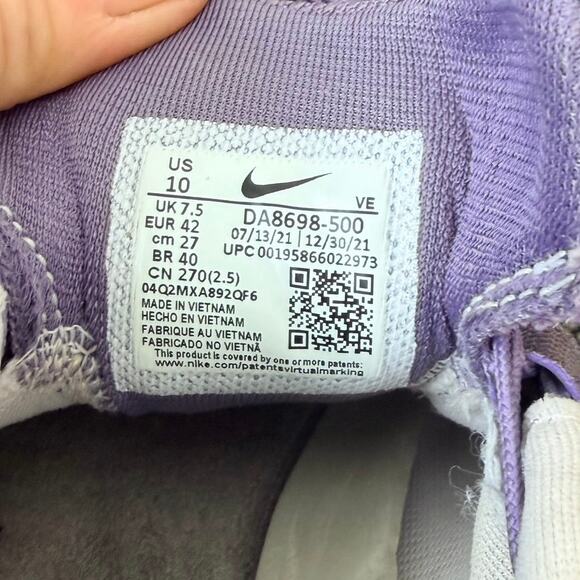 US
10
VE
UK 7.5
EUR 42
cm 27
BR 40
CN 270(2.5)
DA8698-500
07/13/21 | 12/30/21
UPC 00195866022973
04Q2MXA892QF6
MADE IN VIETNAM
HECHO EN VIETNAM
FABRIQUE AU VIETNAM
FABRICADO NO VIETNÃ
This product is covered by one or more patents:
www.nike.com/patentsvirtualmarking